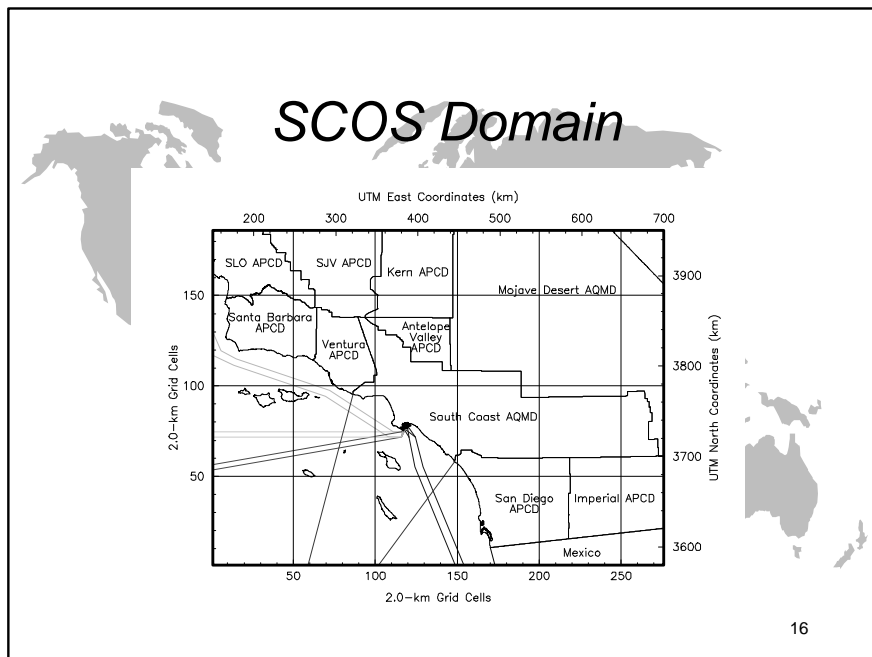 SCOS Domain
UTM East Coordinates (km)
200 300 400 500 600 700
SLO APCD
SJV APCD
Kern APCD
Mojave Desert AQMD
Santa Barbara
APCD
Ventura
APCD
Antelope
Valley
APCD
South Coast AQMD
San Diego
APCD
Imperial APCD
Mexico
2.0-km Grid Cells
150
100
50
UTM North Coordinates (km)
3900
3800
3700
3600
50 100 150 200 250
2.0-km Grid Cells
16